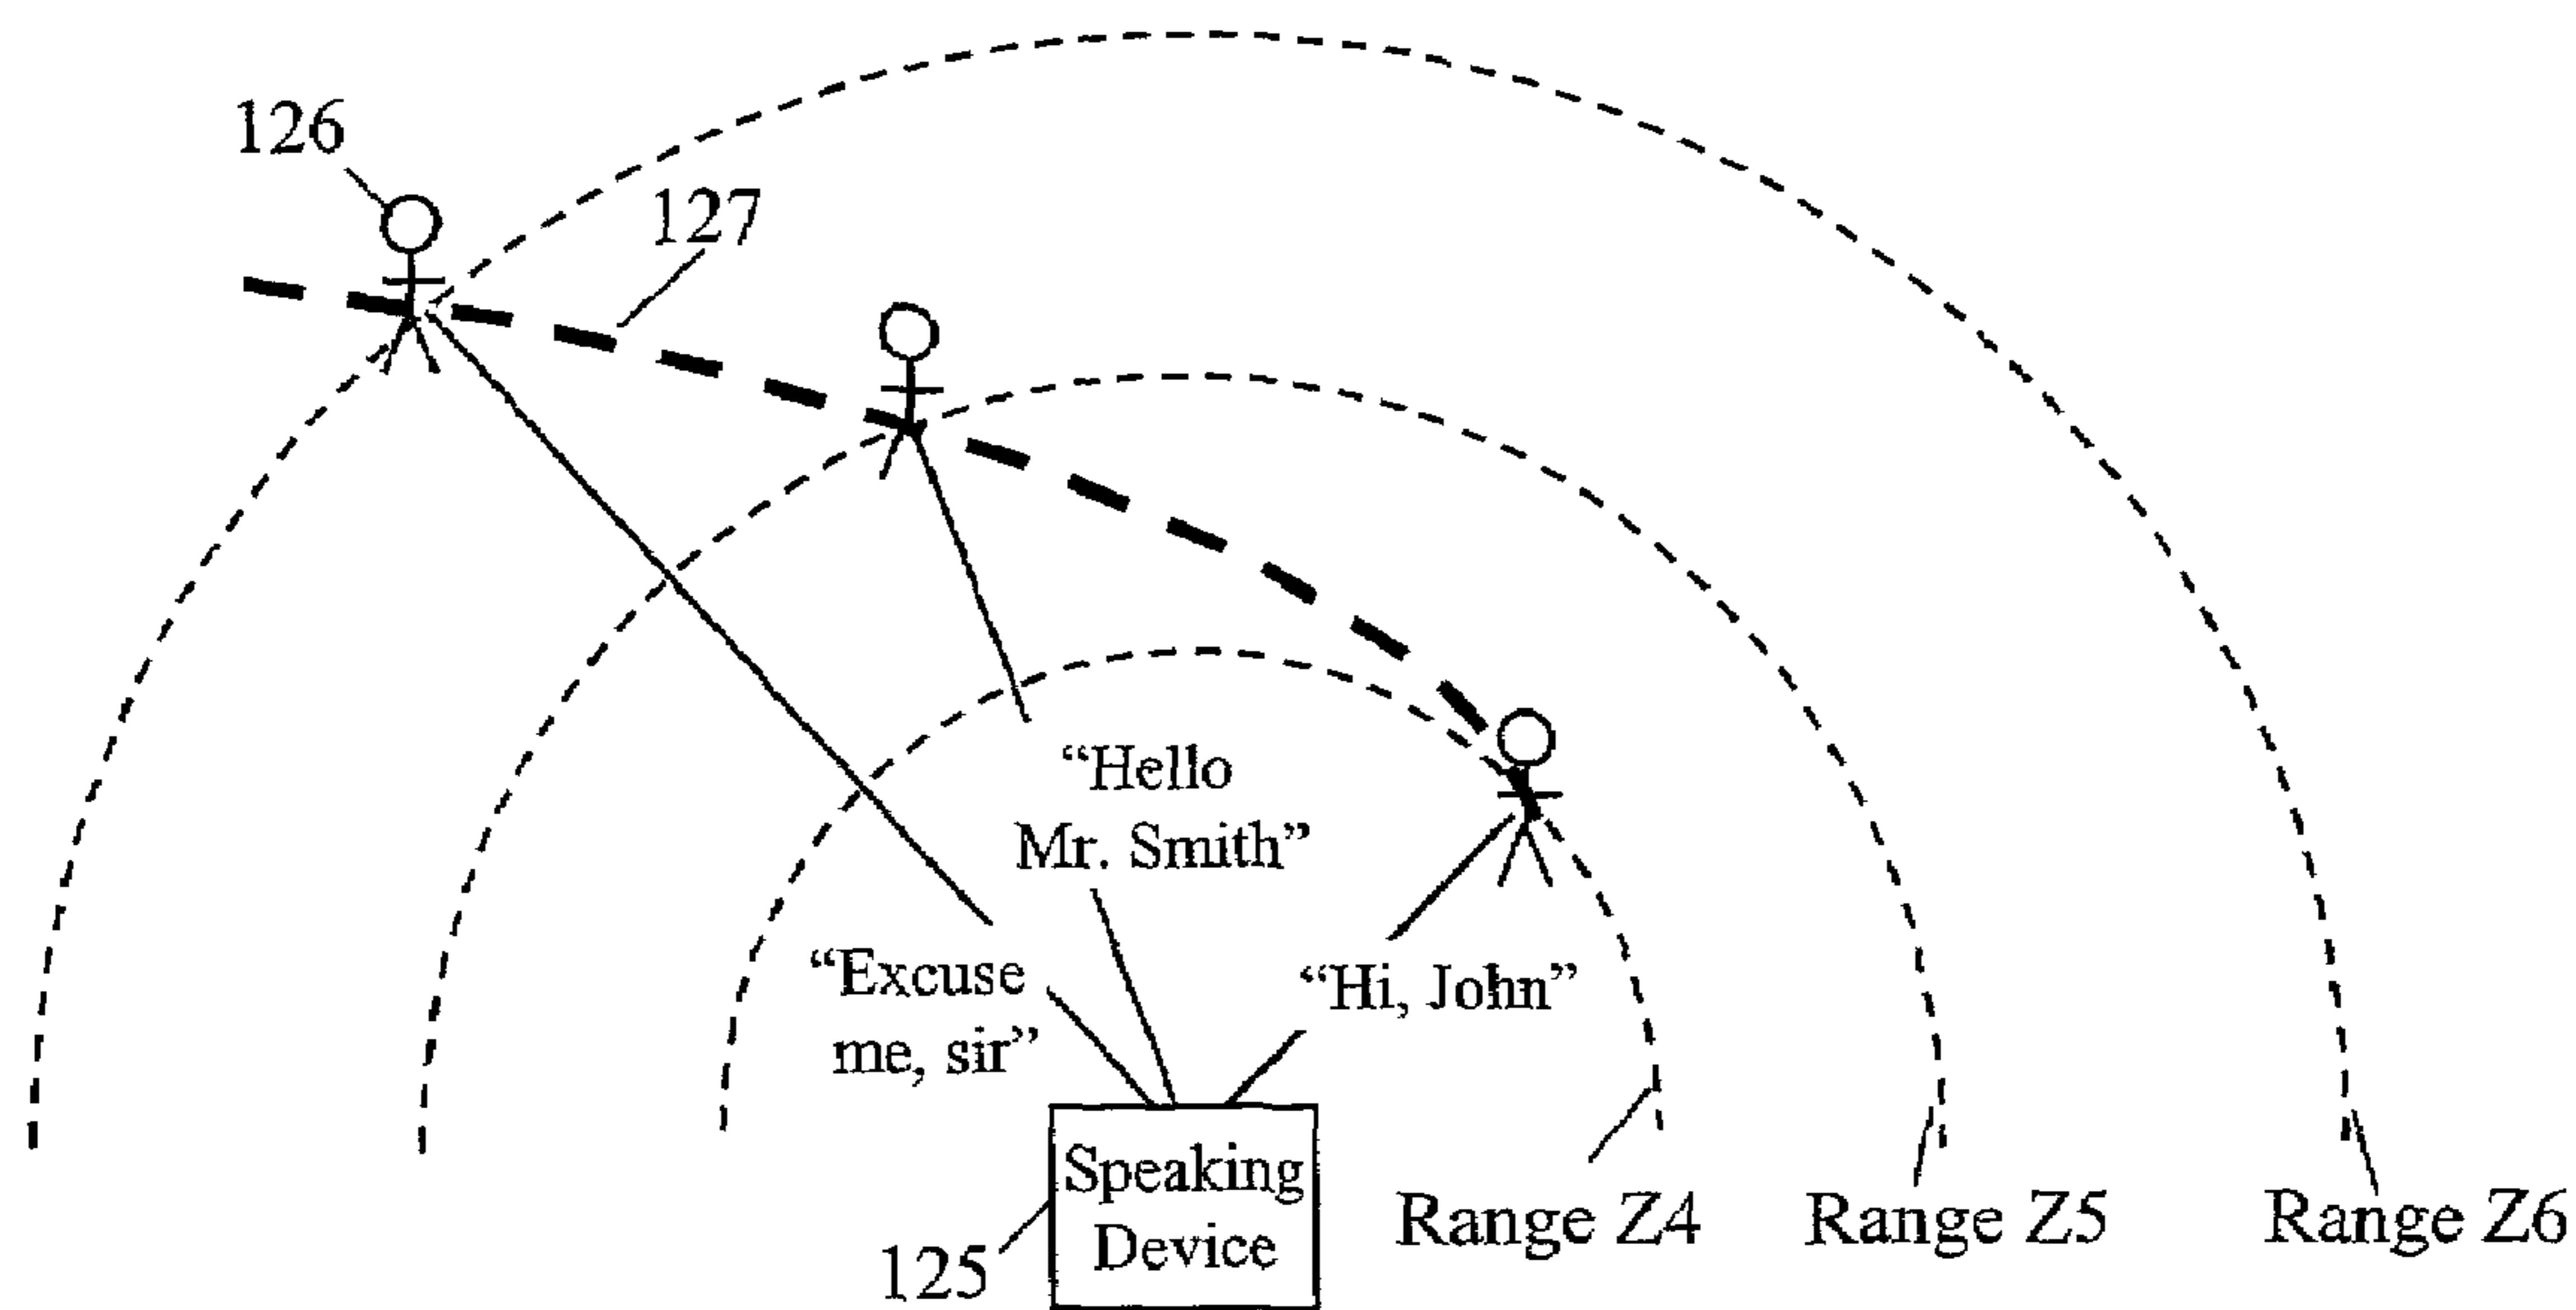 126
127
“Hello
Mr. Smith”
“Excuse
me, sir”
“Hi, John”
Speaking
Device
125
Range Z4
Range Z5
Range Z6